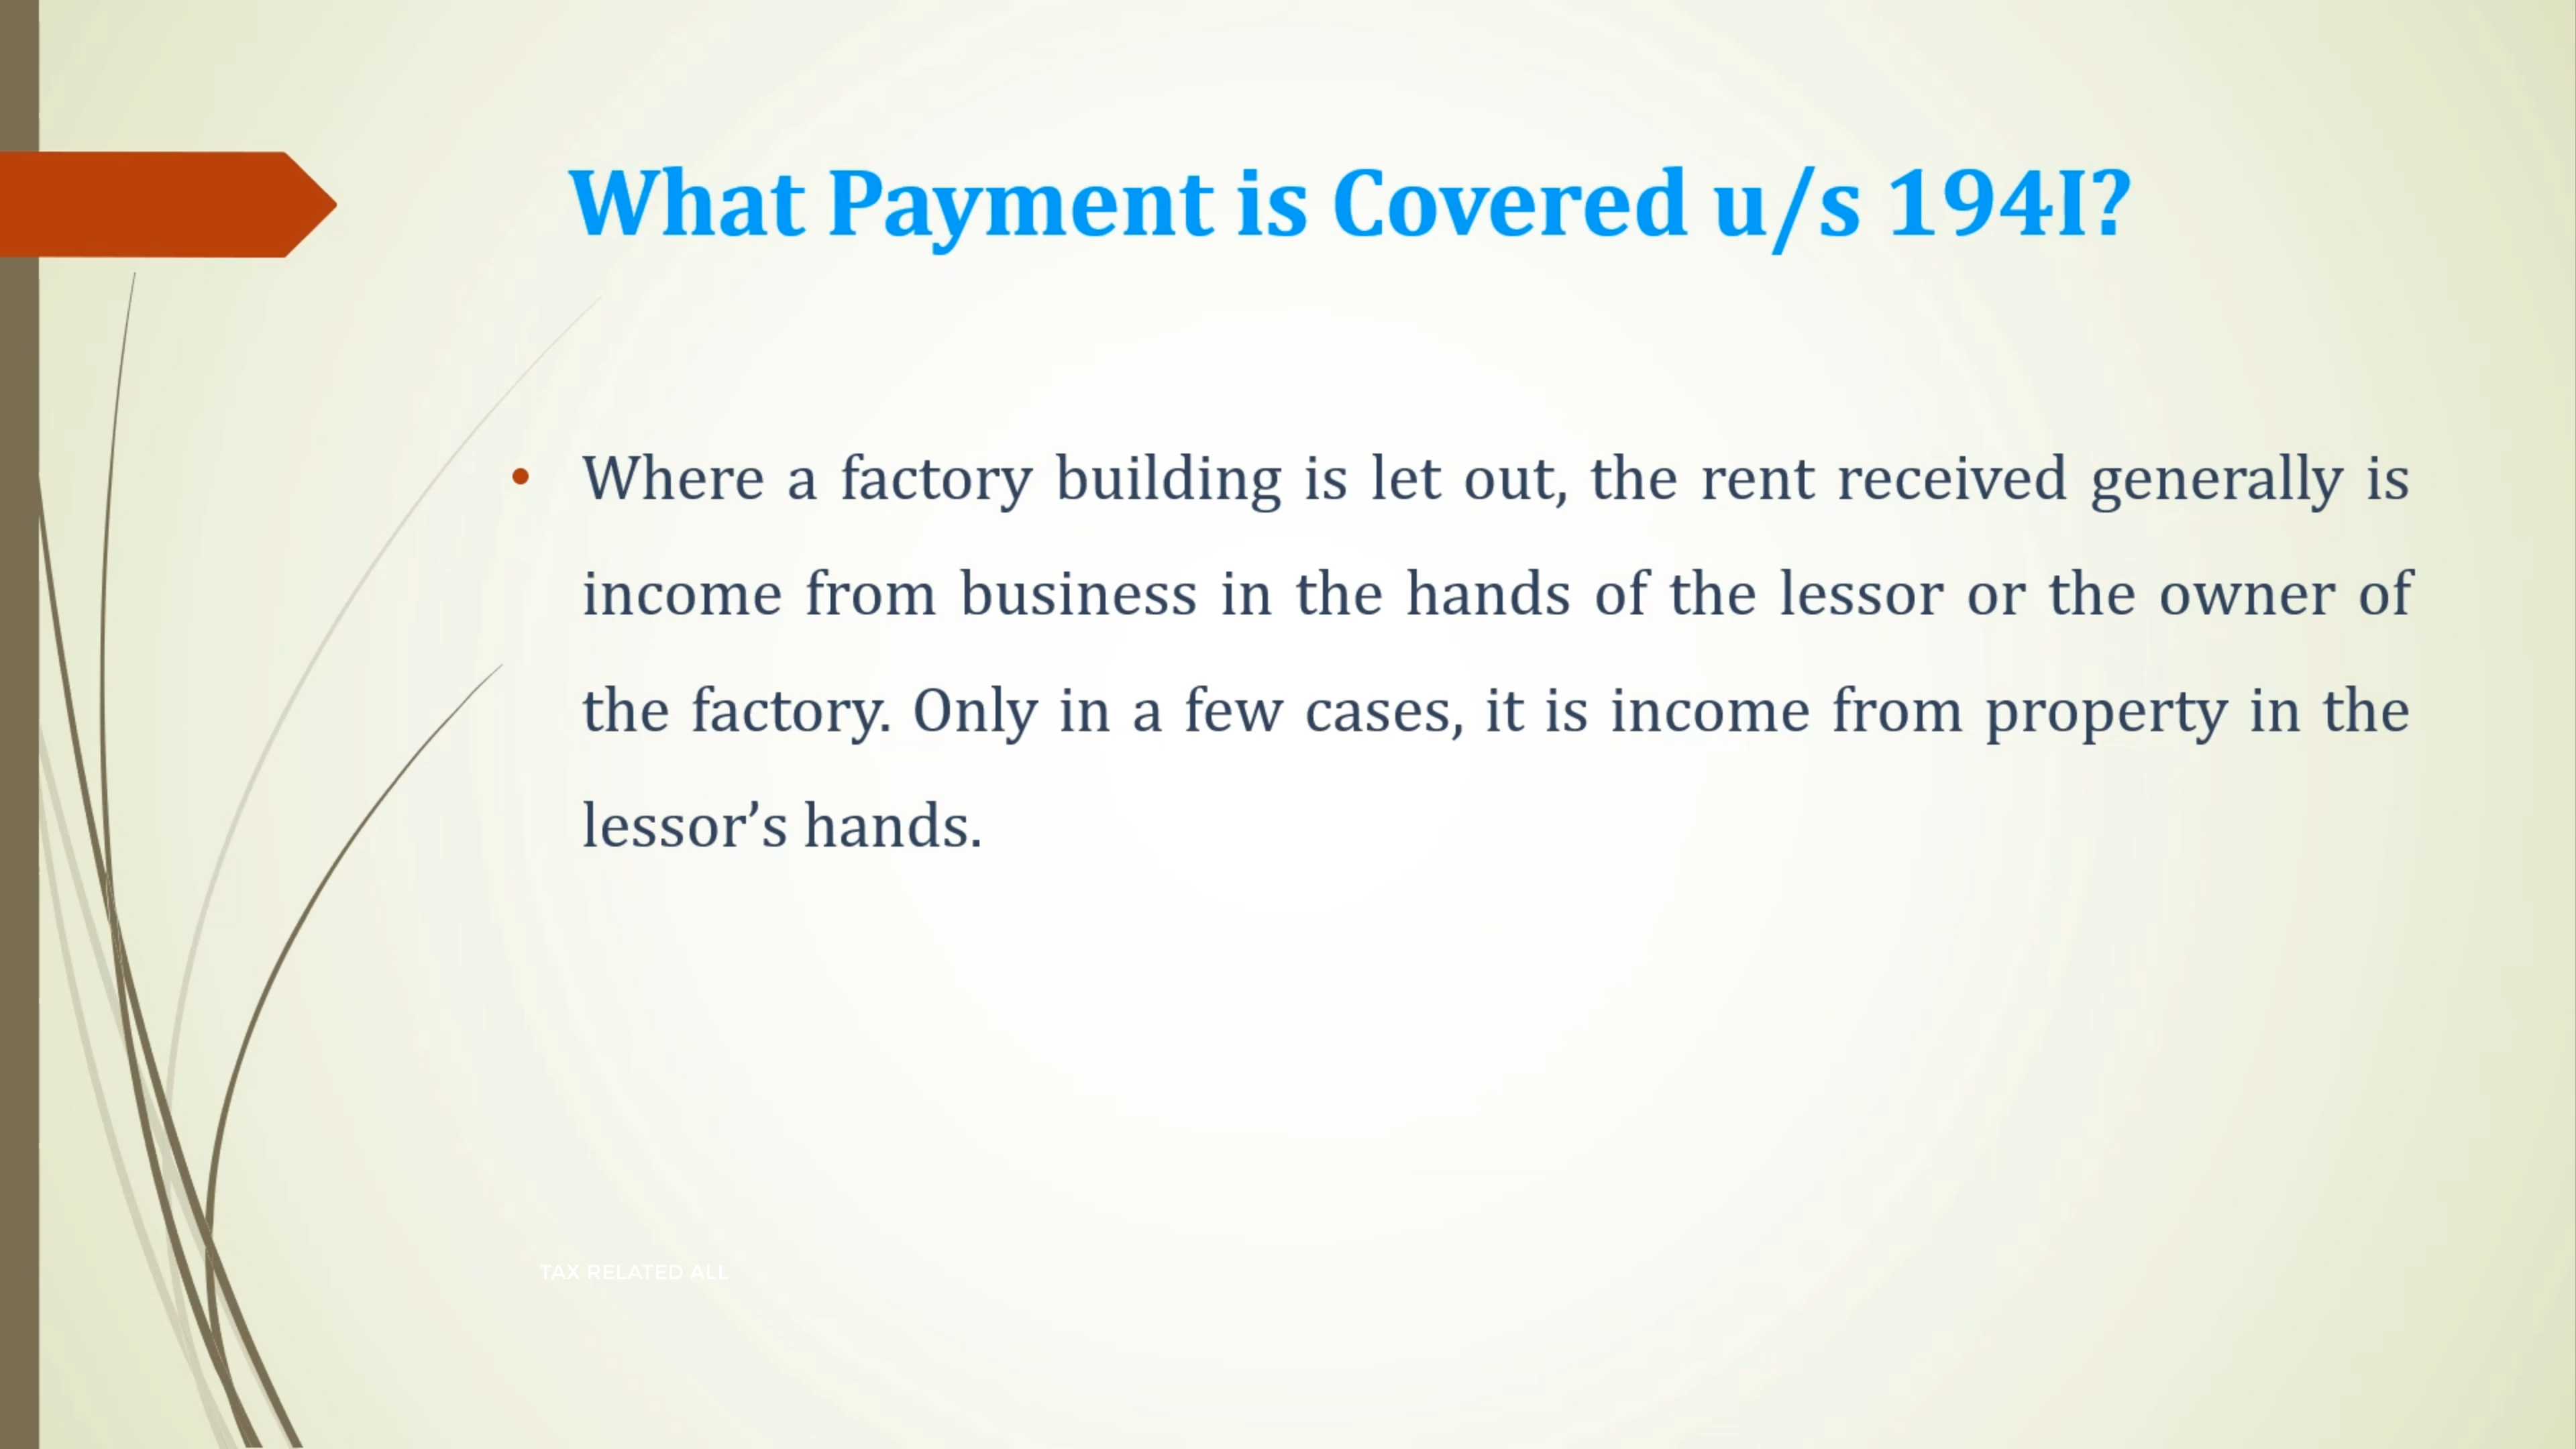 What Payment is Covered u/s 194I?
• Where a factory building is let out, the rent received generally is
income from business in the hands of the lessor or the owner of
the factory. Only in a few cases, it is income from property in the
lessor’s hands.
TAX RELATED ALL